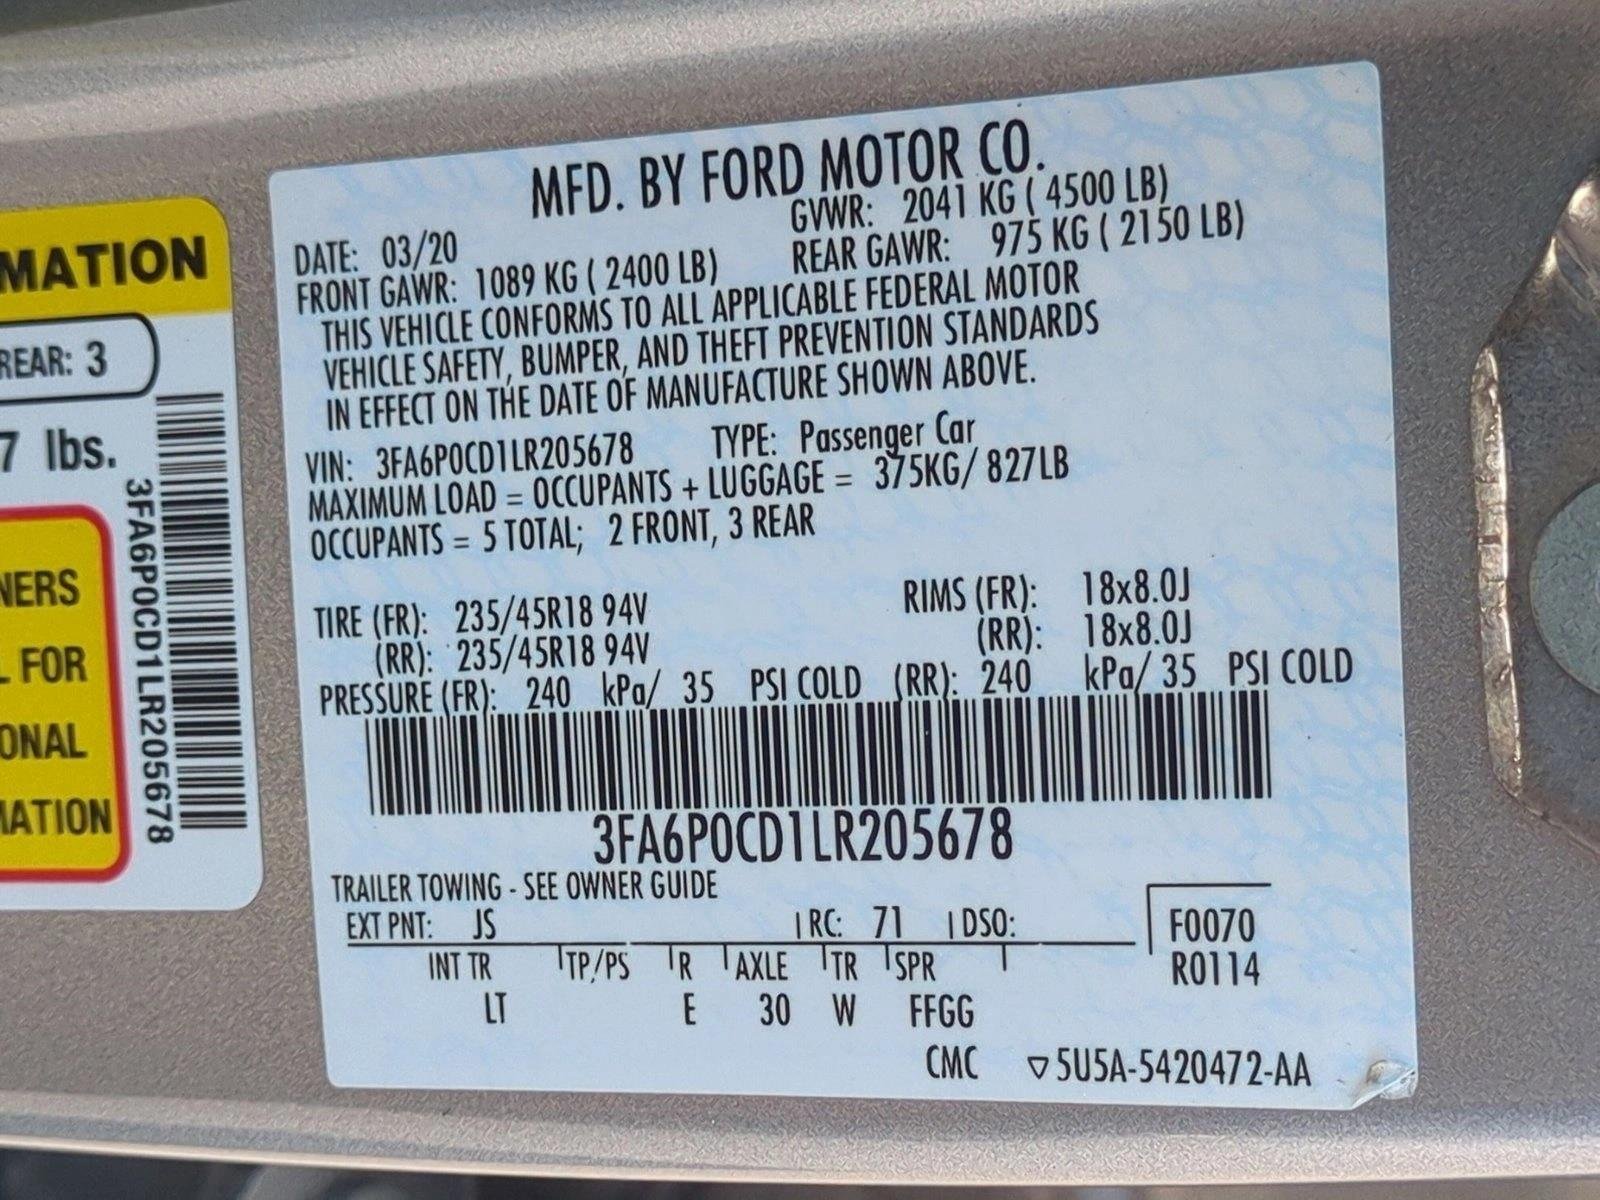 MATION
REAR: 3
7 lbs.
3FA6P0CD1LR205678
NERS
L FOR
ONAL
MATION
MFD. BY FORD MOTOR CO.
DATE: 03/20 GVWR: 2041 KG ( 4500 LB)
FRONT GAWR: 1089 KG ( 2400 LB) REAR GAWR: 975 KG ( 2150 LB)
THIS VEHICLE CONFORMS TO ALL APPLICABLE FEDERAL MOTOR
VEHICLE SAFETY, BUMPER, AND THEFT PREVENTION STANDARDS
IN EFFECT ON THE DATE OF MANUFACTURE SHOWN ABOVE.
VIN: 3FA6P0CD1LR205678 TYPE: Passenger Car
MAXIMUM LOAD = OCCUPANTS + LUGGAGE = 375KG/ 827LB
OCCUPANTS = 5 TOTAL; 2 FRONT, 3 REAR
TIRE (FR): 235/45R18 94V RIMS (FR): 18x8.0J
(RR): 235/45R18 94V (RR): 18x8.0J
PRESSURE (FR): 240 kPa/ 35 PSI COLD (RR): 240 kPa/ 35 PSI COLD
3FA6P0CD1LR205678
TRAILER TOWING - SEE OWNER GUIDE
EXT PNT: JS RC: 71 DSO: F0070
INT TR TP/PS R AXLE TR SPR R0114
LT E 30 W FFGG
CMC ▽5U5A-5420472-AA